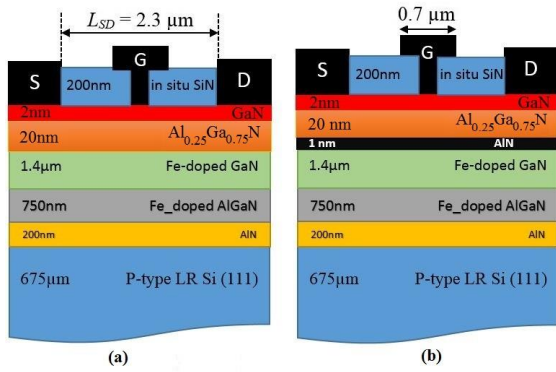 L_SD = 2.3 µm
S
G
D
200nm
in situ SiN
2nm
GaN
20nm
Al0.25Ga0.75N
1.4µm
Fe-doped GaN
750nm
Fe_doped AlGaN
200nm
AlN
675µm
P-type LR Si (111)
(a)
0.7 µm
S
G
D
200nm
in situ SiN
2nm
GaN
20 nm
Al0.25Ga0.75N
1 nm
AlN
1.4µm
Fe-doped GaN
750nm
Fe_doped AlGaN
200nm
AlN
675µm
P-type LR Si (111)
(b)